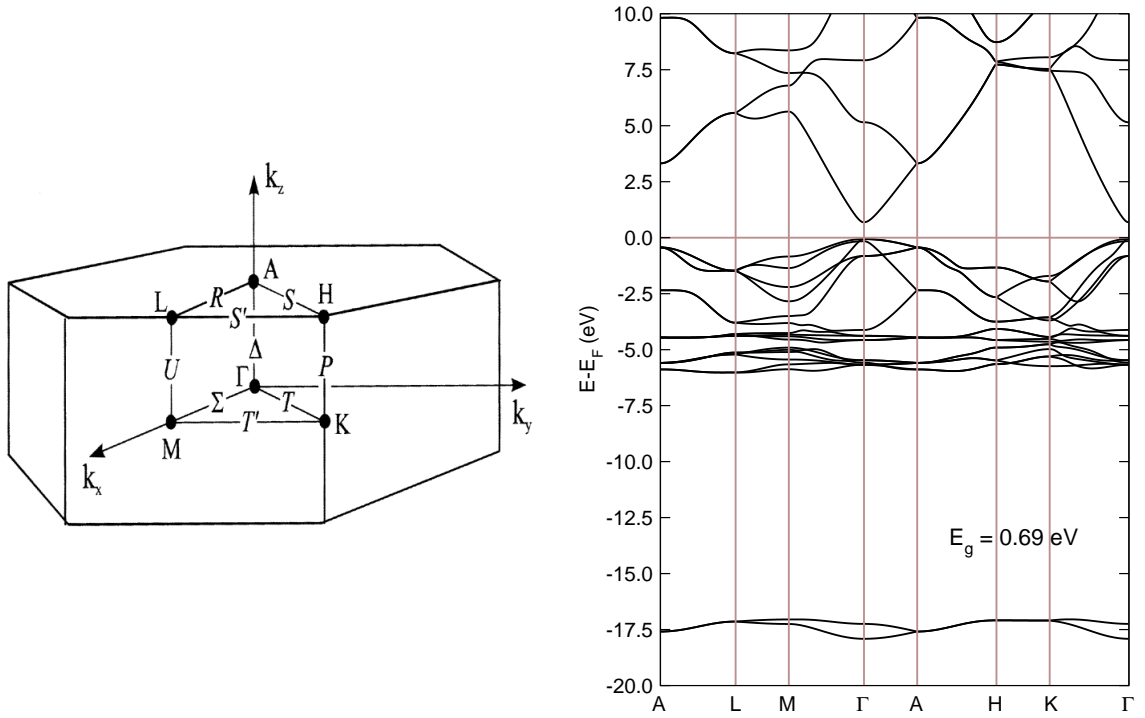 k_z
A
L
R
S
H
S'
Δ
U
P
Γ
Σ
T
k_y
M
T'
K
k_x
10.0
7.5
5.0
2.5
0.0
-2.5
-5.0
-7.5
-10.0
-12.5
-15.0
-17.5
-20.0
E-E_F (eV)
E_g = 0.69 eV
A L M Γ A H K Γ